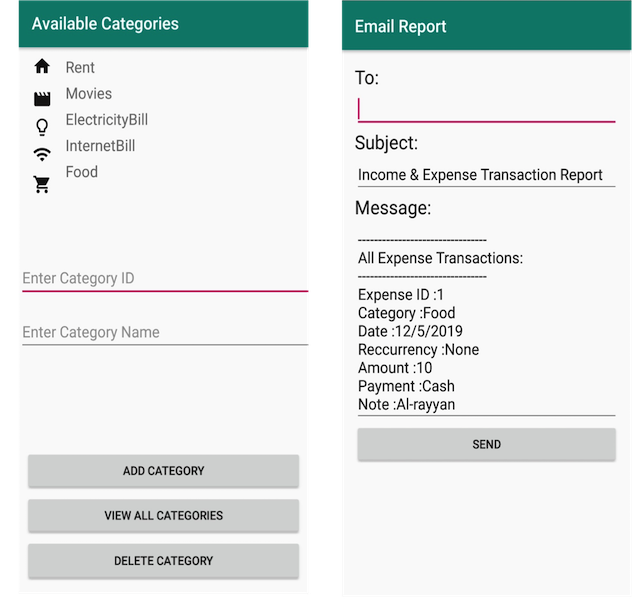 Available Categories
Rent
Movies
ElectricityBill
InternetBill
Food
Enter Category ID
Enter Category Name
ADD CATEGORY
VIEW ALL CATEGORIES
DELETE CATEGORY
Email Report
To:
Subject:
Income & Expense Transaction Report
Message:
--------------------------------
All Expense Transactions:
--------------------------------
Expense ID :1
Category :Food
Date :12/5/2019
Reccurrency :None
Amount :10
Payment :Cash
Note :Al-rayyan
SEND